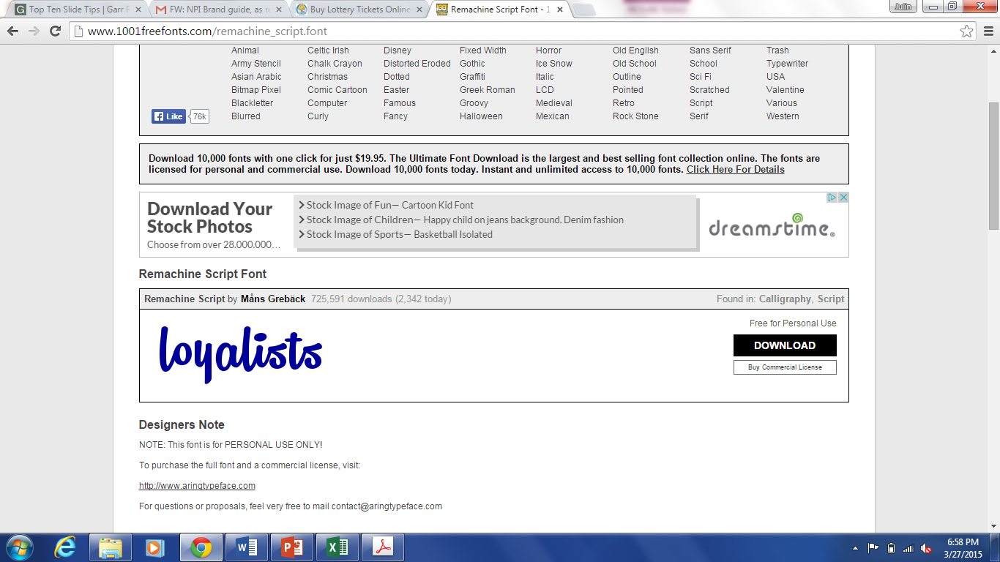 Top Ten Slide Tips | Garr R
FW: NPI Brand guide, as re
Buy Lottery Tickets Online
Remachine Script Font - 1
Julin
www.1001freefonts.com/remachine_script.font
Animal Celtic Irish Disney Fixed Width Horror Old English Sans Serif Trash
Army Stencil Chalk Crayon Distorted Eroded Gothic Ice Snow Old School School Typewriter
Asian Arabic Christmas Dotted Graffiti Italic Outline Sci Fi USA
Bitmap Pixel Comic Cartoon Easter Greek Roman LCD Pointed Scratched Valentine
Blackletter Computer Famous Groovy Medieval Retro Script Various
Like 76k Blurred Curly Fancy Halloween Mexican Rock Stone Serif Western
Download 10,000 fonts with one click for just $19.95. The Ultimate Font Download is the largest and best selling font collection online. The fonts are
licensed for personal and commercial use. Download 10,000 fonts today. Instant and unlimited access to 10,000 fonts. Click Here For Details
Download Your
Stock Photos
Choose from over 28.000.000…
Stock Image of Fun— Cartoon Kid Font
Stock Image of Children— Happy child on jeans background. Denim fashion
Stock Image of Sports— Basketball Isolated
dreamstime®
Remachine Script Font
Remachine Script by Måns Grebäck 725,591 downloads (2,342 today) Found in: Calligraphy, Script
loyalists
Free for Personal Use
DOWNLOAD
Buy Commercial License
Designers Note
NOTE: This font is for PERSONAL USE ONLY!
To purchase the full font and a commercial license, visit:
http://www.aringtypeface.com
For questions or proposals, feel very free to mail contact@aringtypeface.com
6:58 PM
3/27/2015